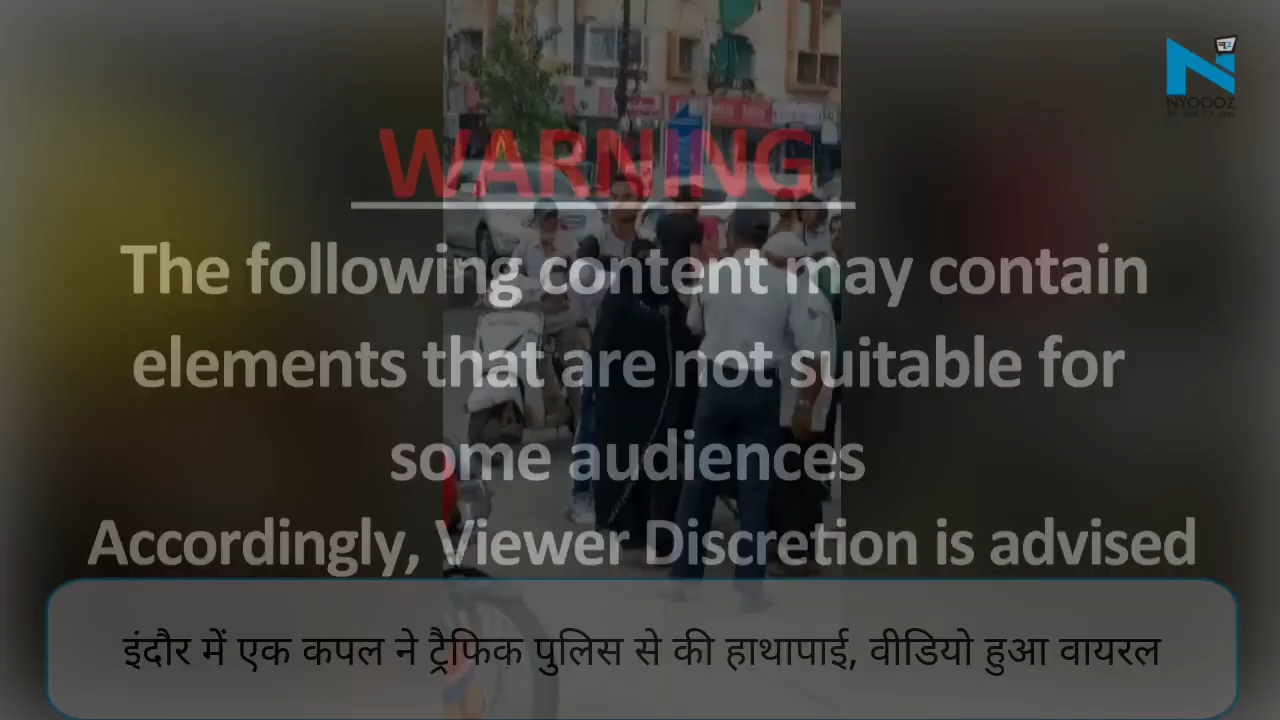 NYOOOZ
WARNING
The following content may contain
elements that are not suitable for
some audiences
Accordingly, Viewer Discretion is advised
इंदौर में एक कपल ने ट्रैफिक पुलिस से की हाथापाई, वीडियो हुआ वायरल